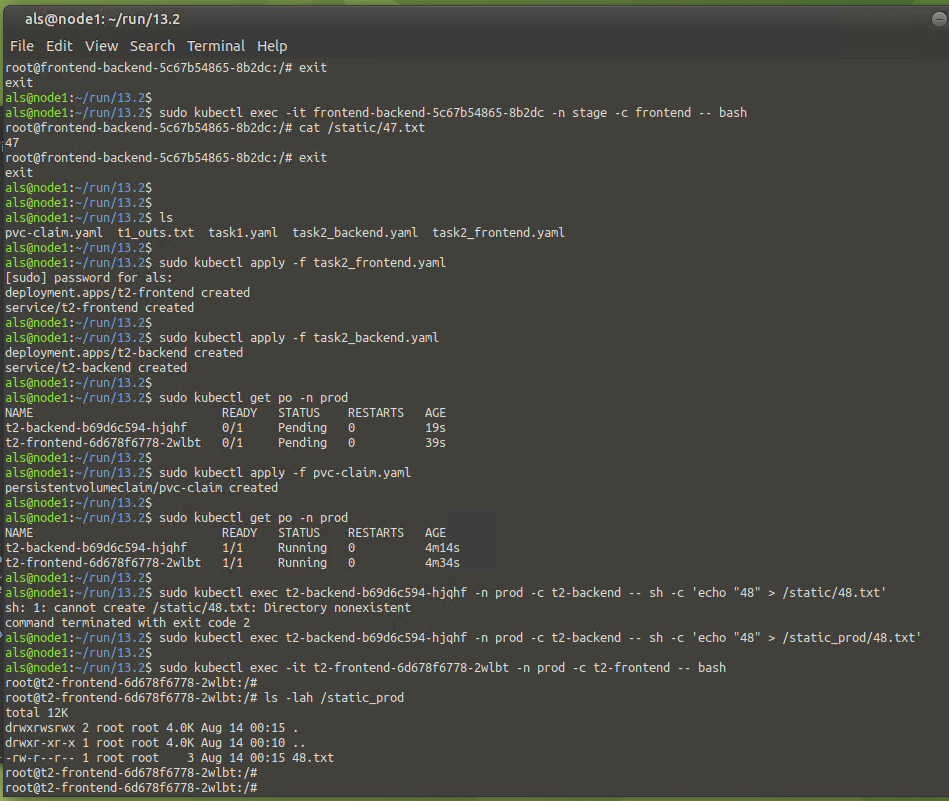 als@node1: ~/run/13.2
File Edit View Search Terminal Help
root@frontend-backend-5c67b54865-8b2dc:/# exit
exit
als@node1:~/run/13.2$
als@node1:~/run/13.2$ sudo kubectl exec -it frontend-backend-5c67b54865-8b2dc -n stage -c frontend -- bash
root@frontend-backend-5c67b54865-8b2dc:/# cat /static/47.txt
47
root@frontend-backend-5c67b54865-8b2dc:/# exit
exit
als@node1:~/run/13.2$
als@node1:~/run/13.2$
als@node1:~/run/13.2$ ls
pvc-claim.yaml  t1_outs.txt  task1.yaml  task2_backend.yaml  task2_frontend.yaml
als@node1:~/run/13.2$
als@node1:~/run/13.2$ sudo kubectl apply -f task2_frontend.yaml
[sudo] password for als:
deployment.apps/t2-frontend created
service/t2-frontend created
als@node1:~/run/13.2$
als@node1:~/run/13.2$ sudo kubectl apply -f task2_backend.yaml
deployment.apps/t2-backend created
service/t2-backend created
als@node1:~/run/13.2$
als@node1:~/run/13.2$ sudo kubectl get po -n prod
NAME                           READY   STATUS    RESTARTS   AGE
t2-backend-b69d6c594-hjqhf     0/1     Pending   0          19s
t2-frontend-6d678f6778-2wlbt   0/1     Pending   0          39s
als@node1:~/run/13.2$
als@node1:~/run/13.2$ sudo kubectl apply -f pvc-claim.yaml
persistentvolumeclaim/pvc-claim created
als@node1:~/run/13.2$
als@node1:~/run/13.2$ sudo kubectl get po -n prod
NAME                           READY   STATUS    RESTARTS   AGE
t2-backend-b69d6c594-hjqhf     1/1     Running   0          4m14s
t2-frontend-6d678f6778-2wlbt   1/1     Running   0          4m34s
als@node1:~/run/13.2$
als@node1:~/run/13.2$ sudo kubectl exec t2-backend-b69d6c594-hjqhf -n prod -c t2-backend -- sh -c 'echo "48" > /static/48.txt'
sh: 1: cannot create /static/48.txt: Directory nonexistent
command terminated with exit code 2
als@node1:~/run/13.2$ sudo kubectl exec t2-backend-b69d6c594-hjqhf -n prod -c t2-backend -- sh -c 'echo "48" > /static_prod/48.txt'
als@node1:~/run/13.2$
als@node1:~/run/13.2$ sudo kubectl exec -it t2-frontend-6d678f6778-2wlbt -n prod -c t2-frontend -- bash
root@t2-frontend-6d678f6778-2wlbt:/#
root@t2-frontend-6d678f6778-2wlbt:/# ls -lah /static_prod
total 12K
drwxrwsrwx 2 root root 4.0K Aug 14 00:15 .
drwxr-xr-x 1 root root 4.0K Aug 14 00:10 ..
-rw-r--r-- 1 root root    3 Aug 14 00:15 48.txt
root@t2-frontend-6d678f6778-2wlbt:/#
root@t2-frontend-6d678f6778-2wlbt:/#